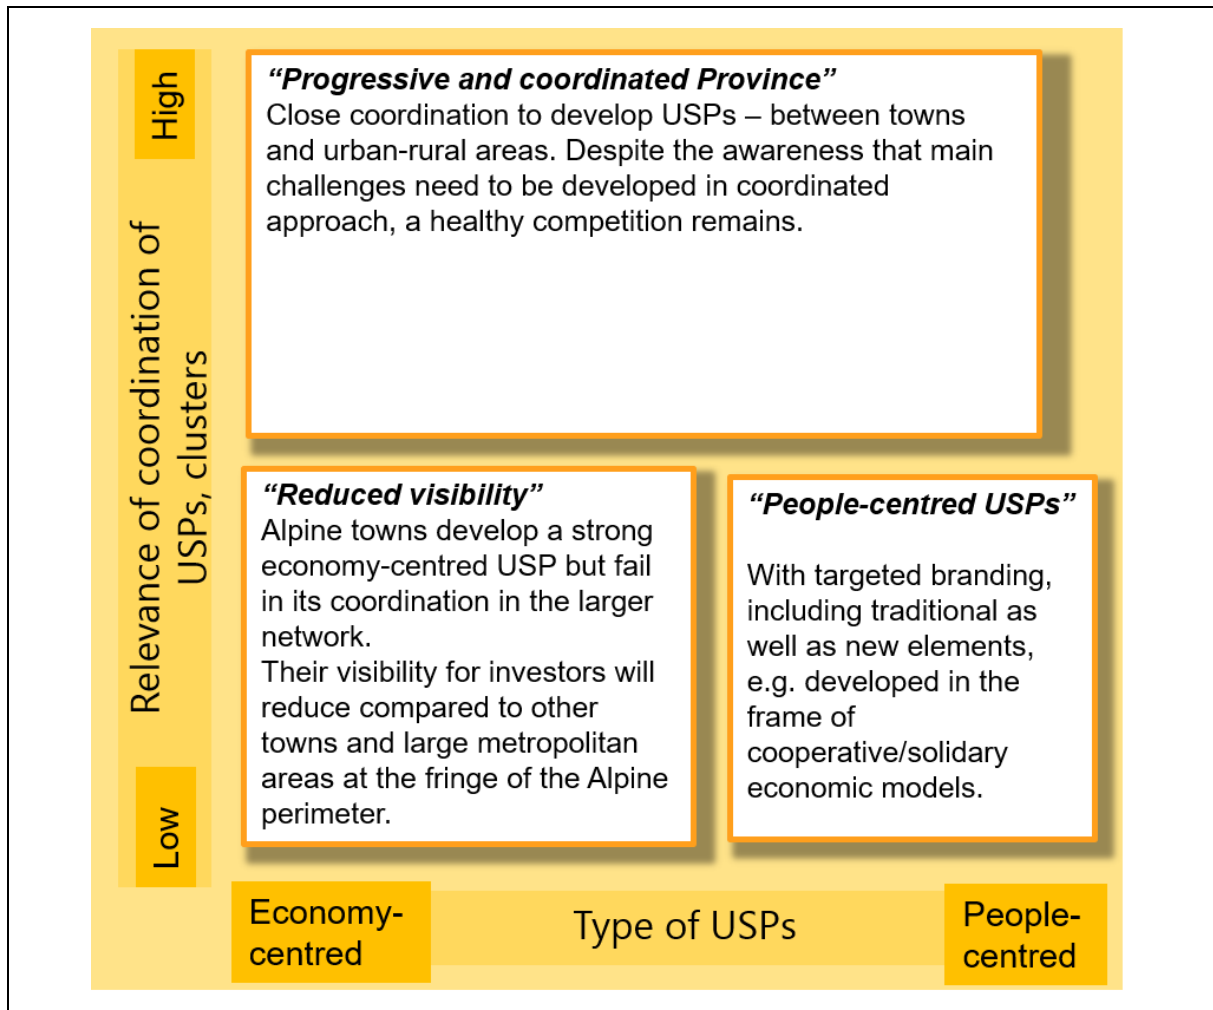 High
Relevance of coordination of
USPs, clusters
Low
“Progressive and coordinated Province”
Close coordination to develop USPs – between towns
and urban-rural areas. Despite the awareness that main
challenges need to be developed in coordinated
approach, a healthy competition remains.
“Reduced visibility”
Alpine towns develop a strong
economy-centred USP but fail
in its coordination in the larger
network.
Their visibility for investors will
reduce compared to other
towns and large metropolitan
areas at the fringe of the Alpine
perimeter.
“People-centred USPs”
With targeted branding,
including traditional as
well as new elements,
e.g. developed in the
frame of
cooperative/solidary
economic models.
Economy-
centred
Type of USPs
People-
centred